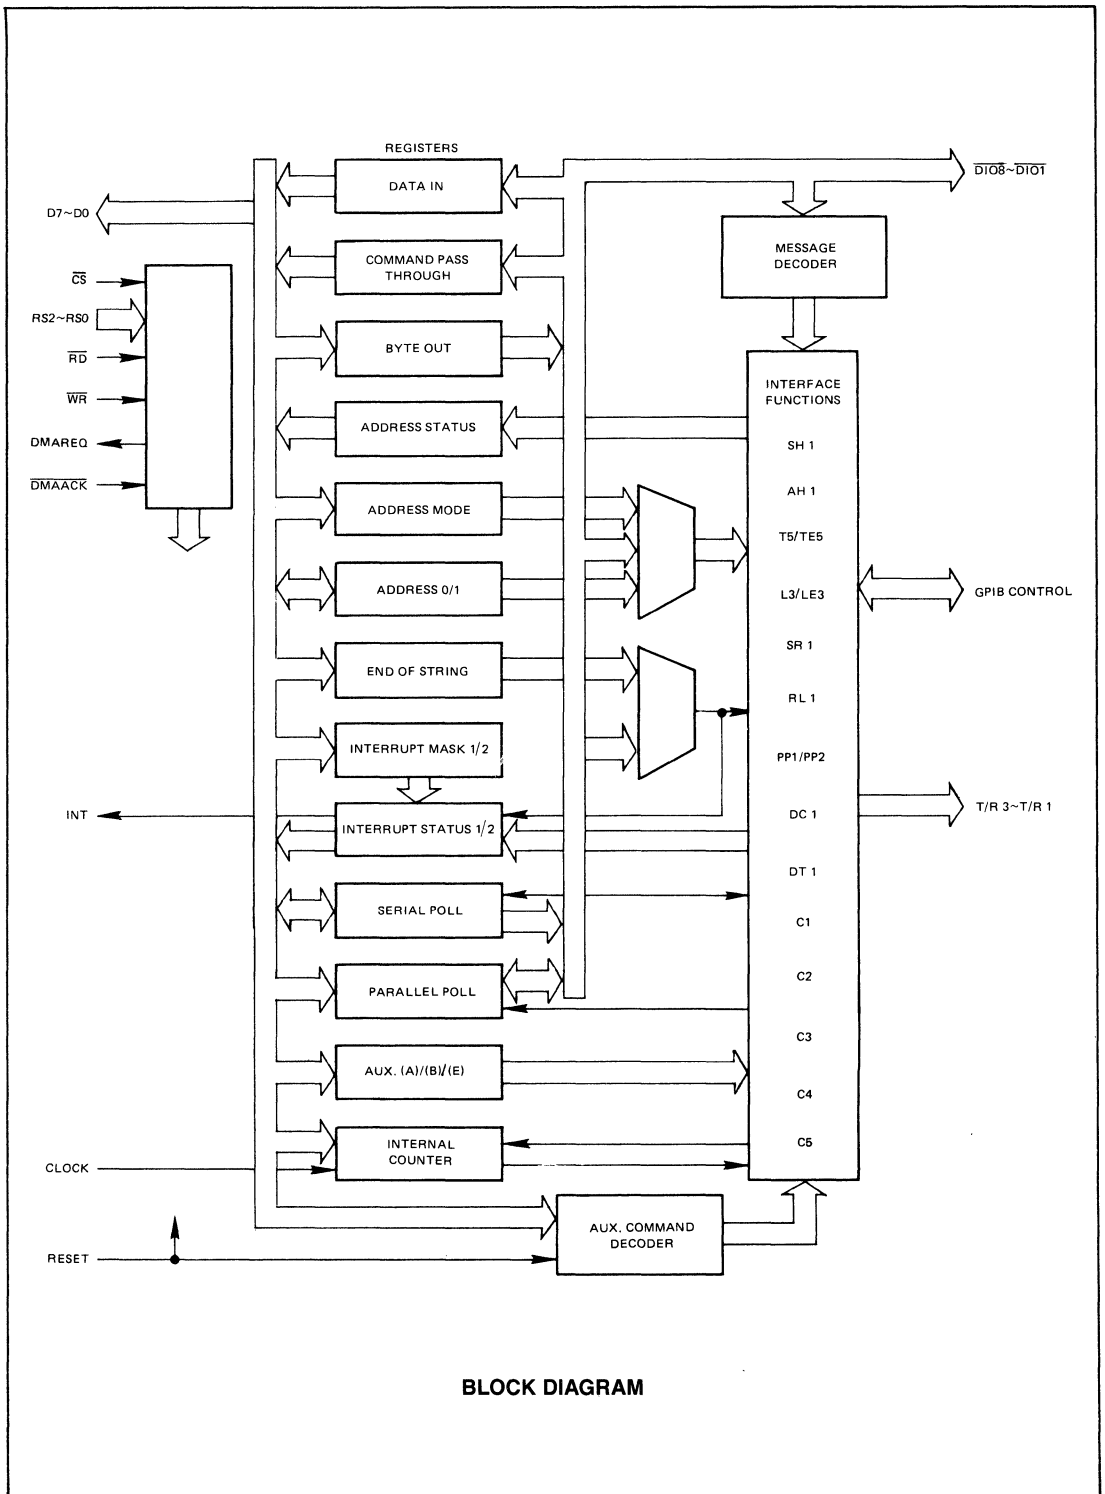 REGISTERS
DATA IN
DIO8~DIO1
D7~D0
COMMAND PASS
THROUGH
MESSAGE
DECODER
CS
RS2~RS0
RD
WR
DMAREQ
DMAACK
BYTE OUT
ADDRESS STATUS
ADDRESS MODE
ADDRESS 0/1
END OF STRING
INTERRUPT MASK 1/2
INT
INTERRUPT STATUS 1/2
SERIAL POLL
PARALLEL POLL
AUX. (A)/(B)/(E)
INTERNAL
COUNTER
CLOCK
RESET
AUX. COMMAND
DECODER
INTERFACE
FUNCTIONS
SH 1
AH 1
T5/TE5
L3/LE3
SR 1
RL 1
PP1/PP2
DC 1
DT 1
C1
C2
C3
C4
C5
GPIB CONTROL
T/R 3~T/R 1
BLOCK DIAGRAM